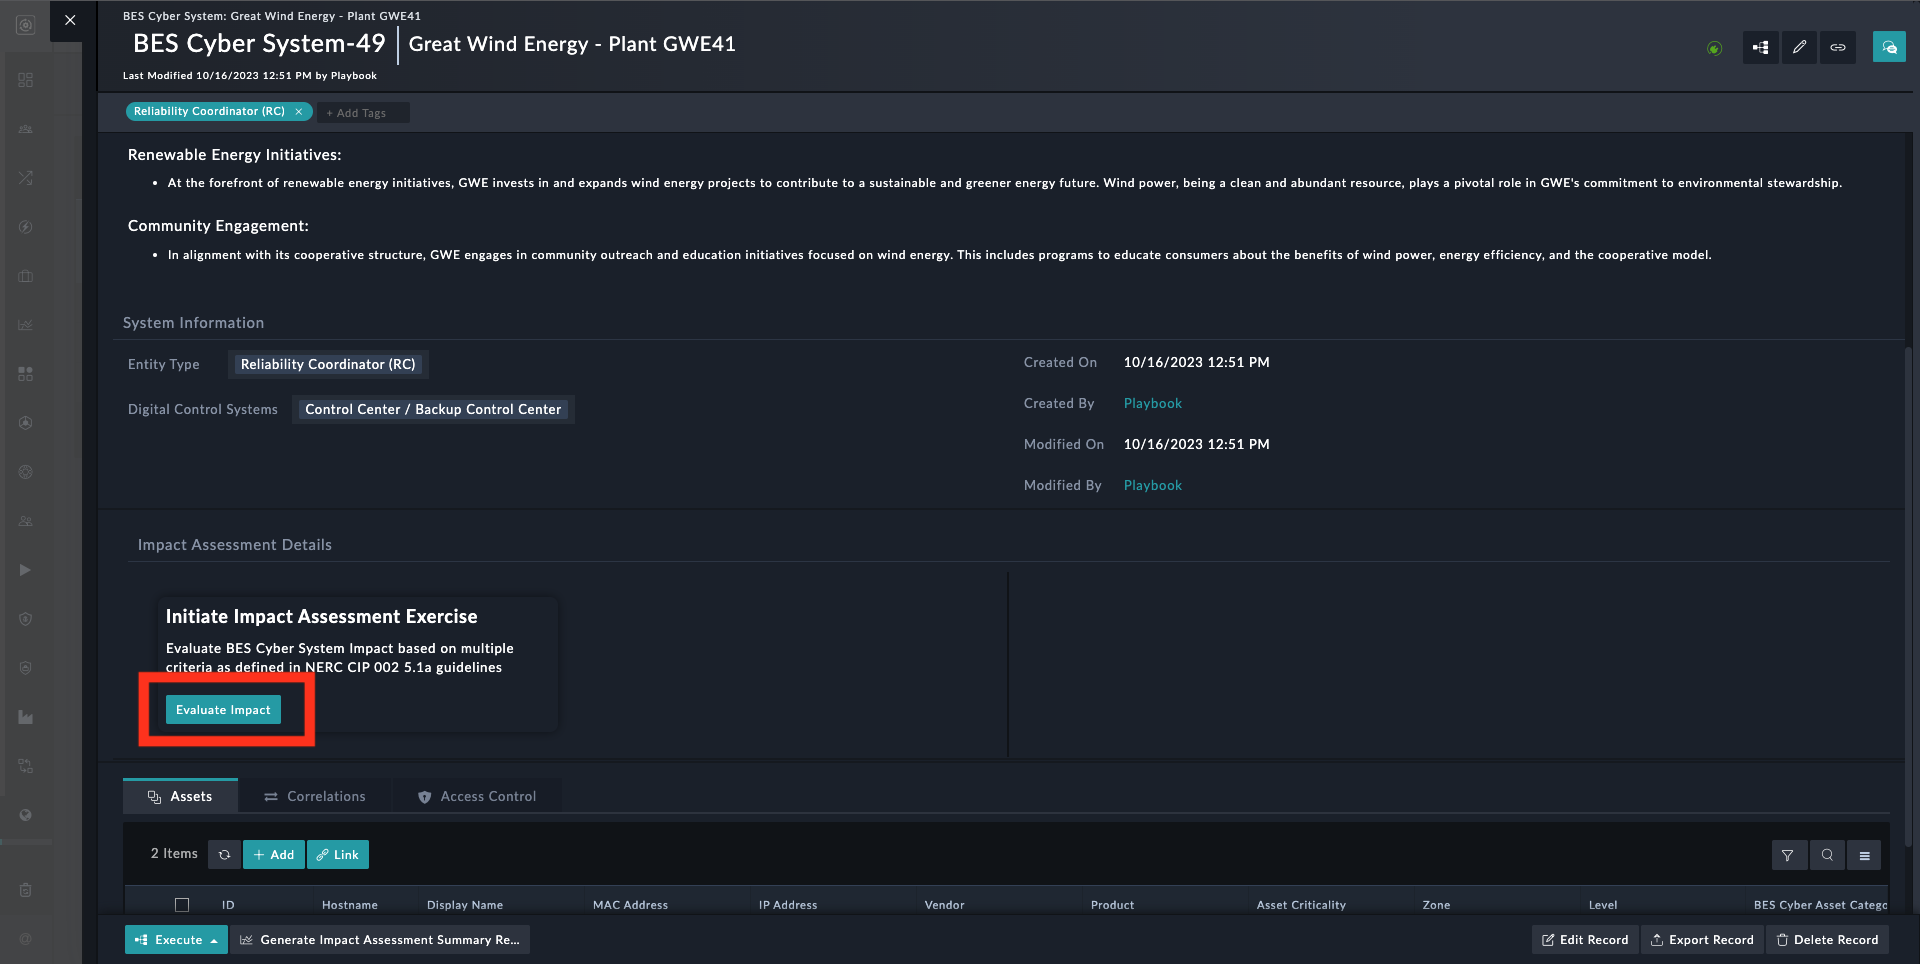 BES Cyber System: Great Wind Energy - Plant GWE41
BES Cyber System-49 Great Wind Energy - Plant GWE41
Last Modified 10/16/2023 12:51 PM by Playbook
Reliability Coordinator (RC) × + Add Tags
Renewable Energy Initiatives:
• At the forefront of renewable energy initiatives, GWE invests in and expands wind energy projects to contribute to a sustainable and greener energy future. Wind power, being a clean and abundant resource, plays a pivotal role in GWE's commitment to environmental stewardship.
Community Engagement:
• In alignment with its cooperative structure, GWE engages in community outreach and education initiatives focused on wind energy. This includes programs to educate consumers about the benefits of wind power, energy efficiency, and the cooperative model.
System Information
Entity Type Reliability Coordinator (RC)
Digital Control Systems Control Center / Backup Control Center
Created On 10/16/2023 12:51 PM
Created By Playbook
Modified On 10/16/2023 12:51 PM
Modified By Playbook
Impact Assessment Details
Initiate Impact Assessment Exercise
Evaluate BES Cyber System Impact based on multiple
criteria as defined in NERC CIP 002 5.1a guidelines
Evaluate Impact
Assets Correlations Access Control
2 Items + Add Link
ID Hostname Display Name MAC Address IP Address Vendor Product Asset Criticality Zone Level BES Cyber Asset Catego
Execute Generate Impact Assessment Summary Re... Edit Record Export Record Delete Record